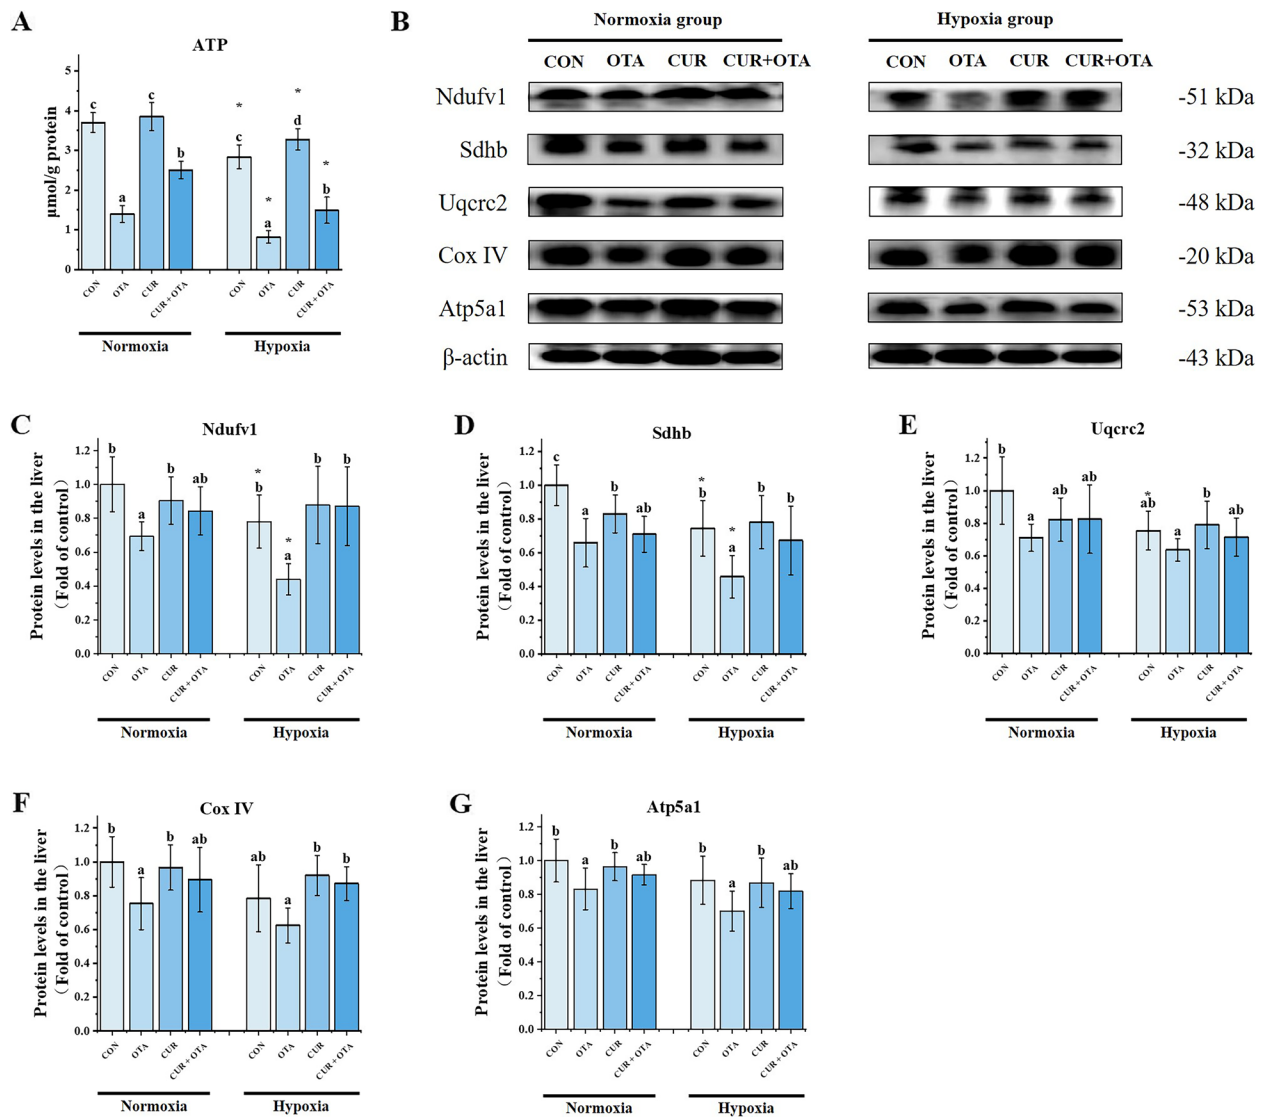 A
ATP
μmol/g protein
5
4
3
2
1
0
c
a
c
b
*
c
*
a
*
d
*
b
CON
OTA
CUR
CUR+OTA
CON
OTA
CUR
CUR+OTA
Normoxia
Hypoxia
B
Normoxia group
Hypoxia group
CON OTA CUR CUR+OTA
CON OTA CUR CUR+OTA
Ndufv1
-51 kDa
Sdhb
-32 kDa
Uqcrc2
-48 kDa
Cox IV
-20 kDa
Atp5a1
-53 kDa
β-actin
-43 kDa
C
Ndufv1
Protein levels in the liver
(Fold of control)
1.2
1.0
0.8
0.6
0.4
0.2
0.0
b
a
b
ab
*
b
*
a
b
b
CON
OTA
CUR
CUR+OTA
CON
OTA
CUR
CUR+OTA
Normoxia
Hypoxia
D
Sdhb
Protein levels in the liver
(Fold of control)
1.2
1.0
0.8
0.6
0.4
0.2
0.0
c
a
b
ab
*
b
*
a
b
b
CON
OTA
CUR
CUR+OTA
CON
OTA
CUR
CUR+OTA
Normoxia
Hypoxia
E
Uqcrc2
Protein levels in the liver
(Fold of control)
1.2
1.0
0.8
0.6
0.4
0.2
0.0
b
a
ab
ab
*
ab
a
b
ab
CON
OTA
CUR
CUR+OTA
CON
OTA
CUR
CUR+OTA
Normoxia
Hypoxia
F
Cox IV
Protein levels in the liver
(Fold of control)
1.2
1.0
0.8
0.6
0.4
0.2
0.0
b
a
b
ab
ab
a
b
b
CON
OTA
CUR
CUR+OTA
CON
OTA
CUR
CUR+OTA
Normoxia
Hypoxia
G
Atp5a1
Protein levels in the liver
(Fold of control)
1.2
1.0
0.8
0.6
0.4
0.2
0.0
b
a
b
ab
b
a
b
ab
CON
OTA
CUR
CUR+OTA
CON
OTA
CUR
CUR+OTA
Normoxia
Hypoxia